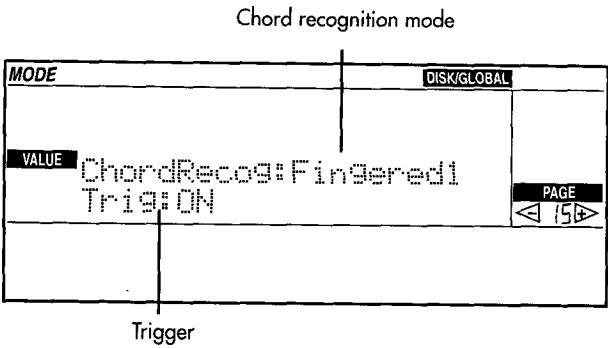 Chord recognition mode
MODE
DISK/GLOBAL
VALUE
ChordRecog:Fingered1
Trig:ON
PAGE
- 15 +
Trigger